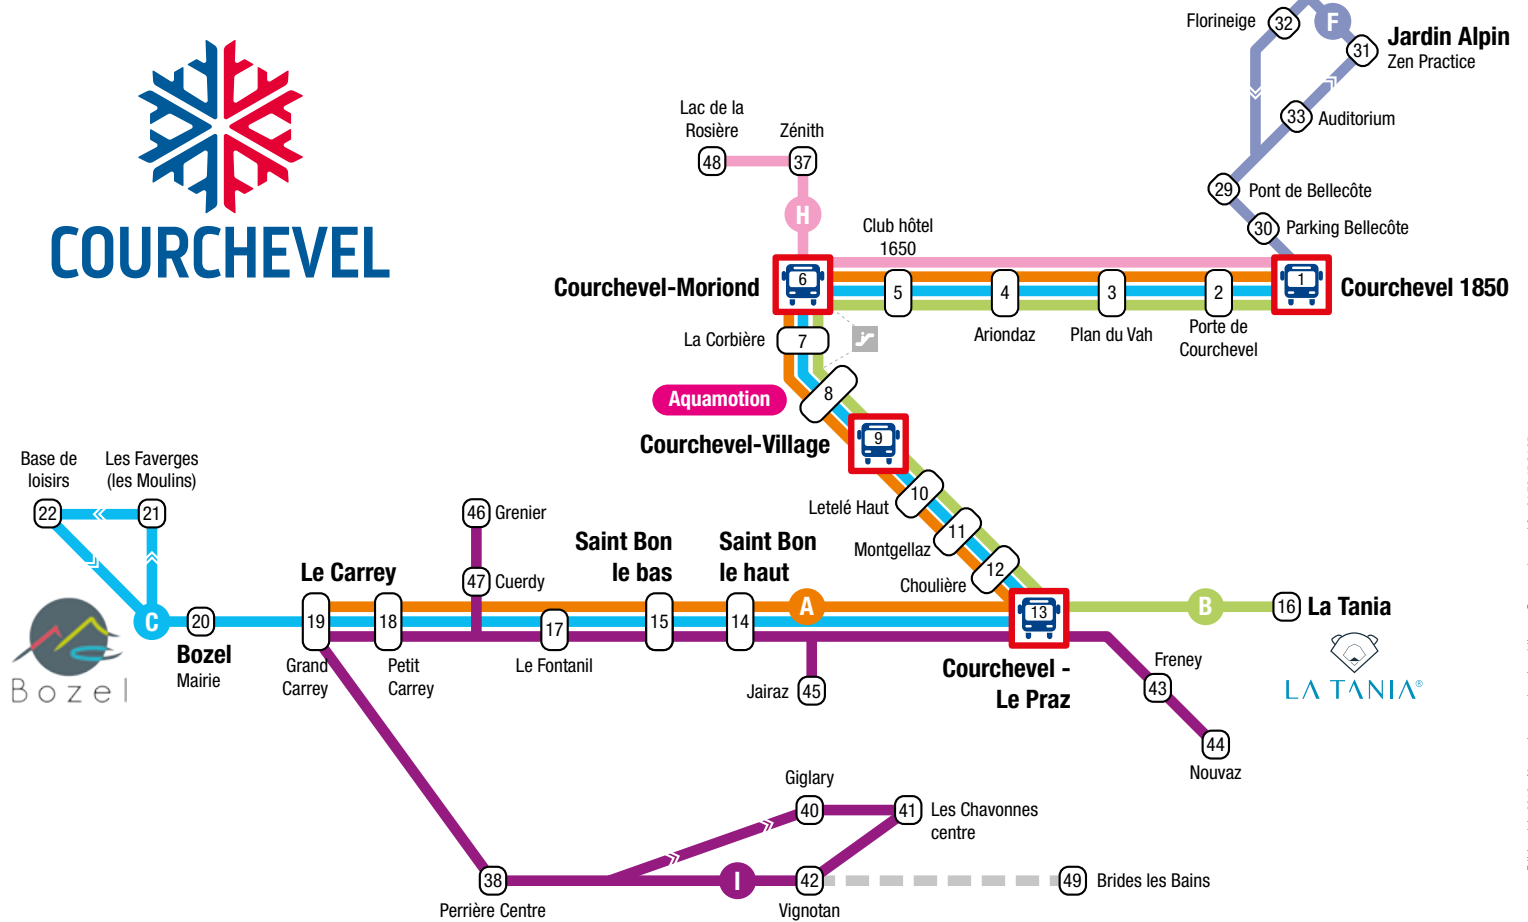 Florineige
32
F
31
Jardin Alpin
Zen Practice
33
Auditorium
29
Pont de Bellecôte
30
Parking Bellecôte
COURCHEVEL
Lac de la
Rosière
48
Zénith
37
H
Club hôtel
1650
Courchevel-Moriond
6
5
4
3
2
1
Courchevel 1850
Ariondaz
Plan du Vah
Porte de
Courchevel
La Corbière
7
8
Aquamotion
Courchevel-Village
9
10
Letelé Haut
11
Montgellaz
12
Choulière
Base de
loisirs
Les Faverges
(les Moulins)
22
21
C
20
Bozel
Mairie
Bozel
Le Carrey
19
18
Grand
Carrey
Petit
Carrey
46
Grenier
47
Cuerdy
17
Le Fontanil
Saint Bon
le bas
15
Saint Bon
le haut
14
A
Jairaz
45
13
Courchevel -
Le Praz
B
16
La Tania
LA TANIA®
Freney
43
44
Nouvaz
Giglary
40
41
Les Chavonnes
centre
38
Perrière Centre
I
42
Vignotan
49
Brides les Bains